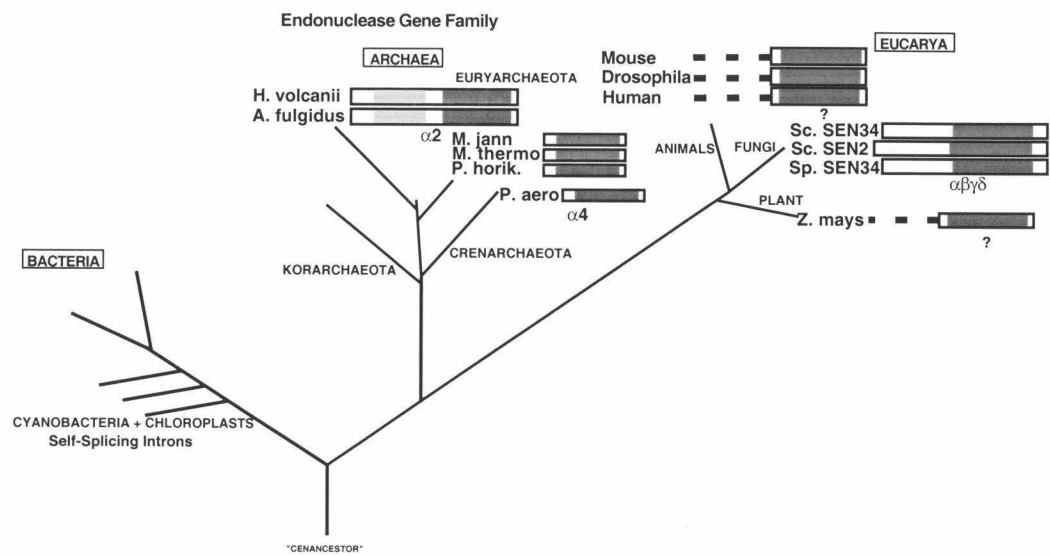 Endonuclease Gene Family
ARCHAEA
EURYARCHAEOTA
H. volcanii
A. fulgidus
α2
M. jann
M. thermo
P. horik.
P. aero
α4
KORARCHAEOTA
CRENARCHAEOTA
EUCARYA
Mouse
Drosophila
Human
?
ANIMALS
FUNGI
Sc. SEN34
Sc. SEN2
Sp. SEN34
αβγδ
PLANT
Z. mays
?
BACTERIA
CYANOBACTERIA + CHLOROPLASTS
Self-Splicing Introns
"CENANCESTOR"